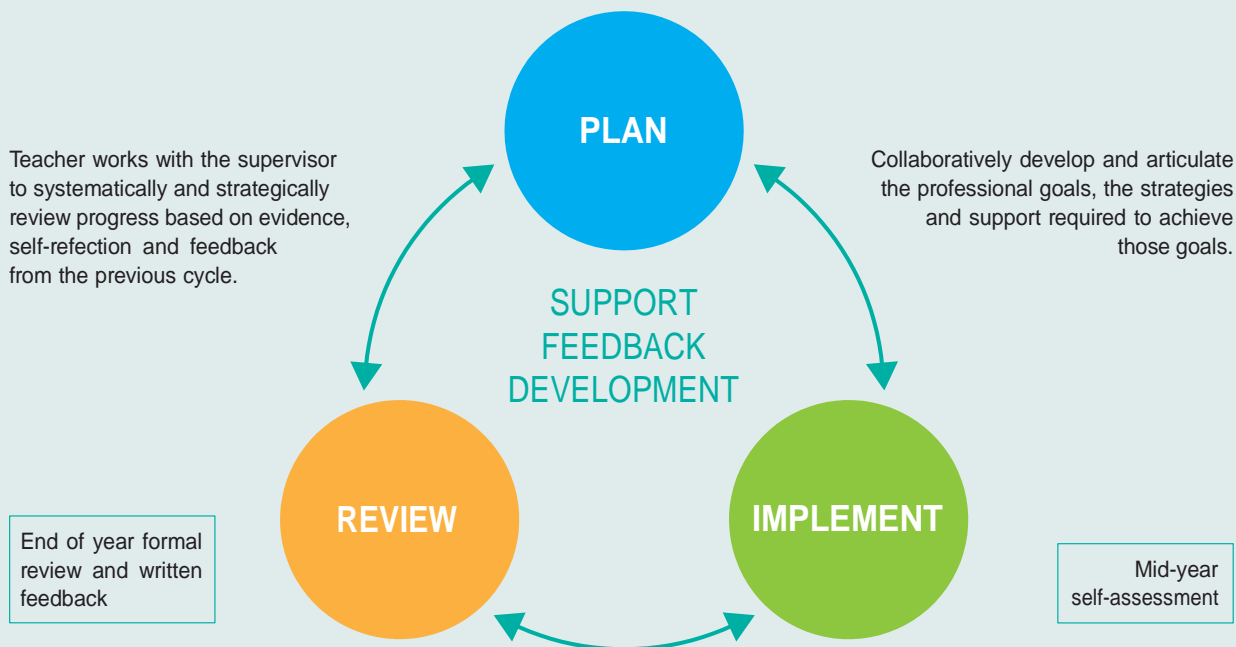 PLAN
Teacher works with the supervisor
to systematically and strategically
review progress based on evidence,
self-refection and feedback
from the previous cycle.
Collaboratively develop and articulate
the professional goals, the strategies
and support required to achieve
those goals.
SUPPORT
FEEDBACK
DEVELOPMENT
REVIEW
IMPLEMENT
End of year formal
review and written
feedback
Mid-year
self-assessment